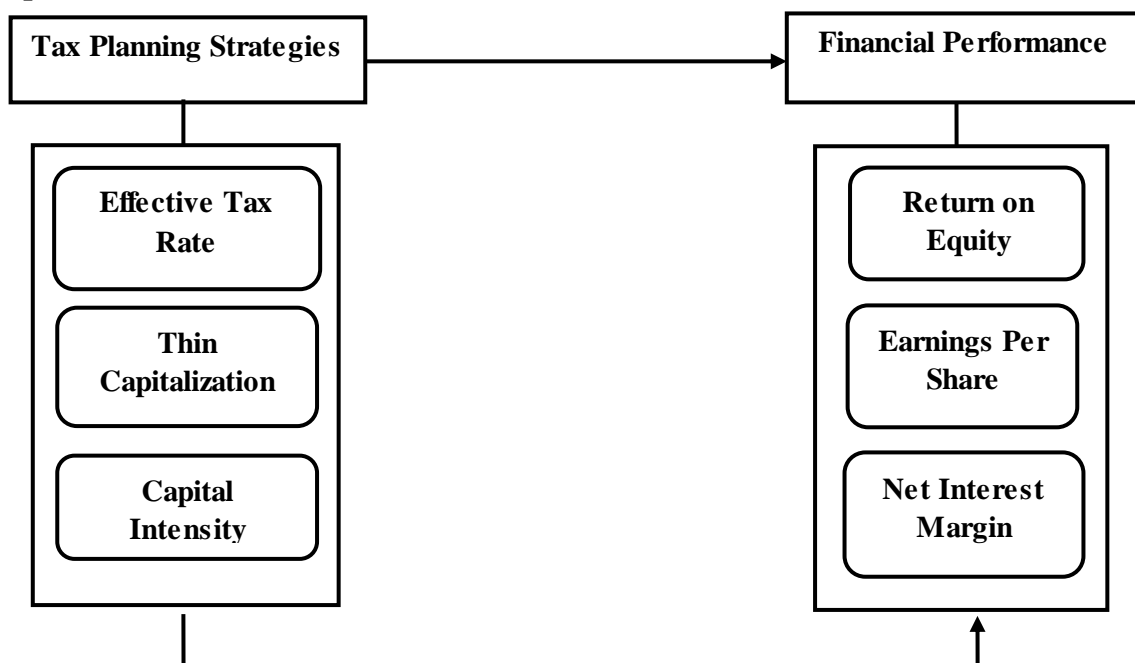 Tax Planning Strategies
Financial Performance
Effective Tax
Rate
Thin
Capitalization
Capital
Intensity
Return on
Equity
Earnings Per
Share
Net Interest
Margin